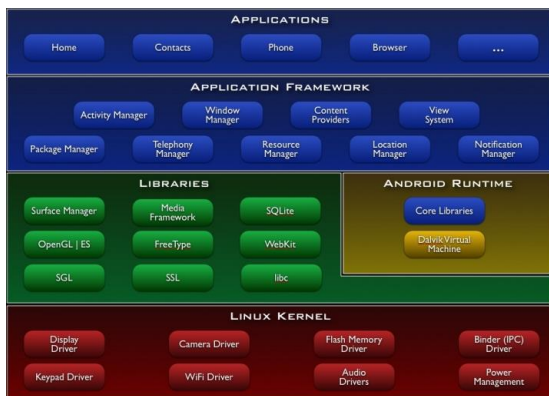 APPLICATIONS
Home
Contacts
Phone
Browser
...
APPLICATION FRAMEWORK
Activity Manager
Window
Manager
Content
Providers
View
System
Package Manager
Telephony
Manager
Resource
Manager
Location
Manager
Notification
Manager
LIBRARIES
Surface Manager
Media
Framework
SQLite
OpenGL | ES
FreeType
WebKit
SGL
SSL
libc
ANDROID RUNTIME
Core Libraries
Dalvik Virtual
Machine
LINUX KERNEL
Display
Driver
Camera Driver
Flash Memory
Driver
Binder (IPC)
Driver
Keypad Driver
WiFi Driver
Audio
Drivers
Power
Management